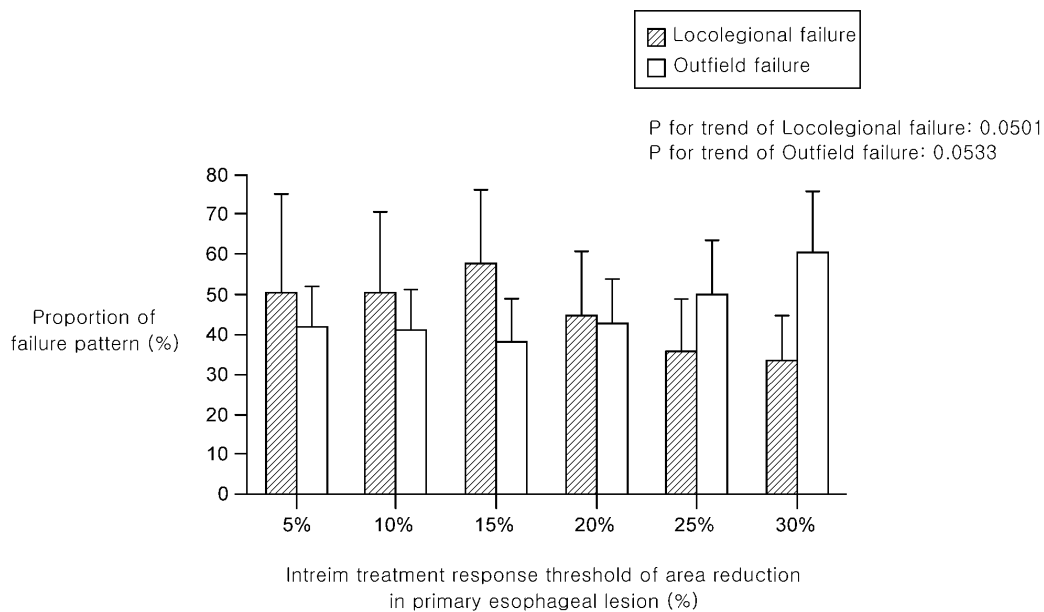 Locolegional failure
Outfield failure
P for trend of Locolegional failure: 0.0501
P for trend of Outfield failure: 0.0533
80
70
60
50
40
30
20
10
0
Proportion of
failure pattern (%)
5%
10%
15%
20%
25%
30%
Intreim treatment response threshold of area reduction
in primary esophageal lesion (%)